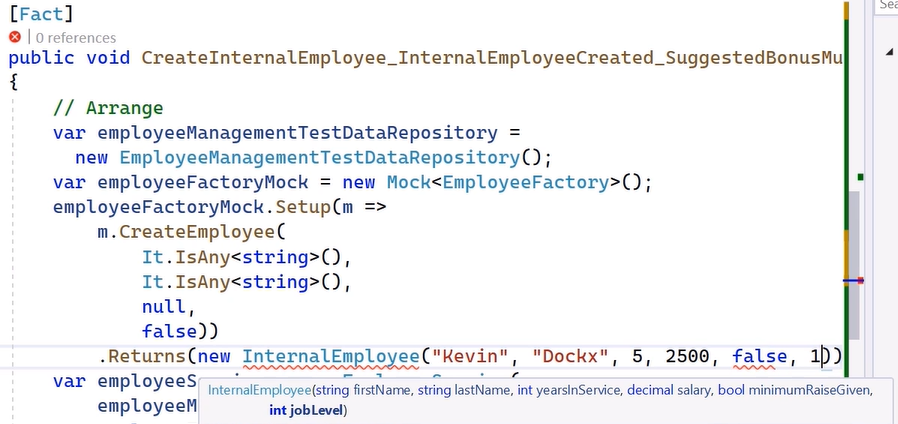 [Fact]
0 references
public void CreateInternalEmployee_InternalEmployeeCreated_SuggestedBonusMu
{
// Arrange
var employeeManagementTestDataRepository =
new EmployeeManagementTestDataRepository();
var employeeFactoryMock = new Mock<EmployeeFactory>();
employeeFactoryMock.Setup(m =>
m.CreateEmployee(
It.IsAny<string>(),
It.IsAny<string>(),
null,
false))
.Returns(new InternalEmployee("Kevin", "Dockx", 5, 2500, false, 1))
var employeeS
InternalEmployee(string firstName, string lastName, int yearsInService, decimal salary, bool minimumRaiseGiven,
employeeM
int jobLevel)
Sea